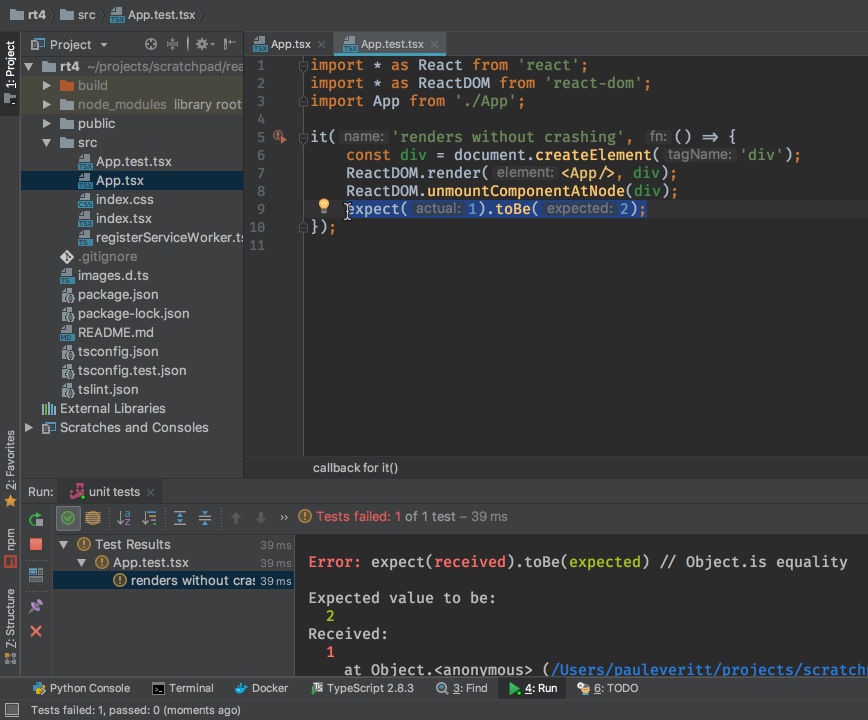 rt4 src App.test.tsx
1: Project
Project
App.tsx
App.test.tsx
rt4 ~/projects/scratchpad/rea
build
node_modules library root
public
src
App.test.tsx
App.tsx
index.css
index.tsx
registerServiceWorker.ts
.gitignore
images.d.ts
package.json
package-lock.json
README.md
tsconfig.json
tsconfig.test.json
tslint.json
External Libraries
Scratches and Consoles
1 import * as React from 'react';
2 import * as ReactDOM from 'react-dom';
3 import App from './App';
4
5 it( name: 'renders without crashing', fn: () => {
6 const div = document.createElement( tagName: 'div');
7 ReactDOM.render( element: <App/>, div);
8 ReactDOM.unmountComponentAtNode(div);
9 expect( actual: 1).toBe( expected: 2);
10 });
11
callback for it()
2: Favorites
npm
Z: Structure
Run: unit tests
» Tests failed: 1 of 1 test – 39 ms
Test Results 39 ms
App.test.tsx 39 ms
renders without cras 39 ms
Error: expect(received).toBe(expected) // Object.is equality
Expected value to be:
2
Received:
1
at Object.<anonymous> (/Users/pauleveritt/projects/scratchp
Python Console Terminal Docker TypeScript 2.8.3 3: Find 4: Run 6: TODO
Tests failed: 1, passed: 0 (moments ago)